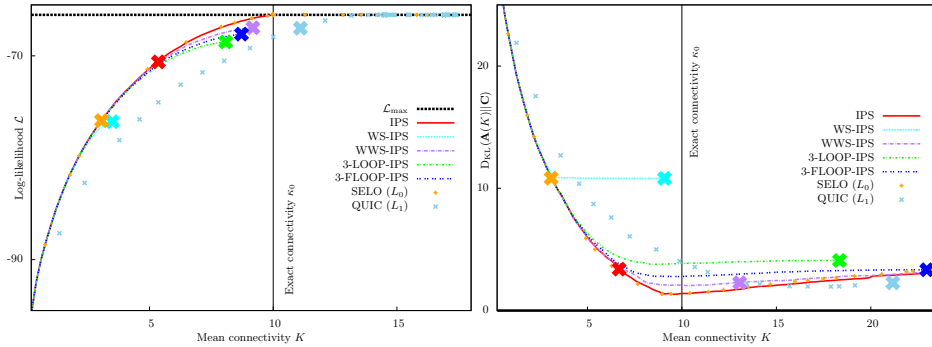 Log-likelihood ℒ
-70
-90
5
10
15
Mean connectivity K
Exact connectivity κ₀
ℒmax
IPS
WS-IPS
WWS-IPS
3-LOOP-IPS
3-FLOOP-IPS
SELO (L₀)
QUIC (L₁)
D_KL(A(K)||C)
20
10
0
5
10
15
20
Mean connectivity K
Exact connectivity κ₀
IPS
WS-IPS
WWS-IPS
3-LOOP-IPS
3-FLOOP-IPS
SELO (L₀)
QUIC (L₁)